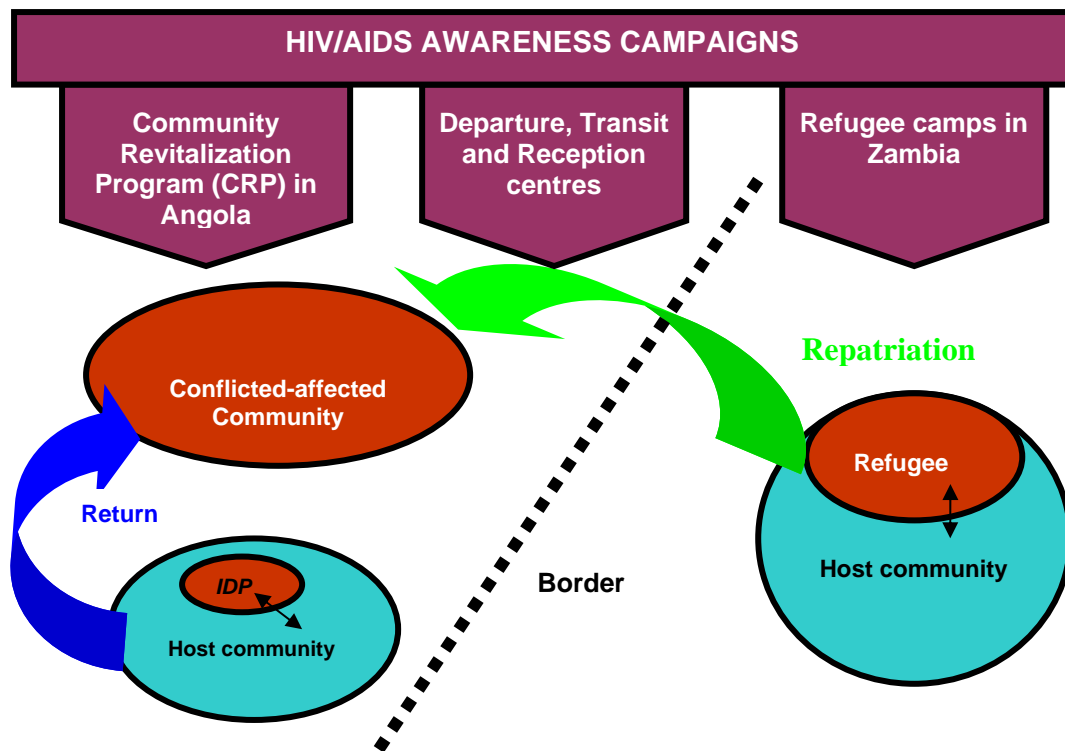 HIV/AIDS AWARENESS CAMPAIGNS
Community
Revitalization
Program (CRP) in
Angola
Departure, Transit
and Reception
centres
Refugee camps in
Zambia
Repatriation
Conflicted-affected
Community
Refugee
Return
Host community
Border
IDP
Host community